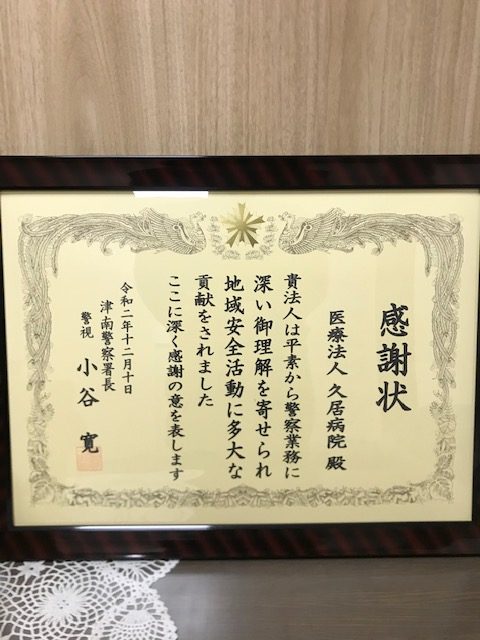 感謝状
医療法人 久居病院 殿
貴法人は平素から警察業務に
深い御理解を寄せられ
地域安全活動に多大な
貢献をされました
ここに深く感謝の意を表します
令和二年十二月十日
津南警察署長
警視 小谷 寛